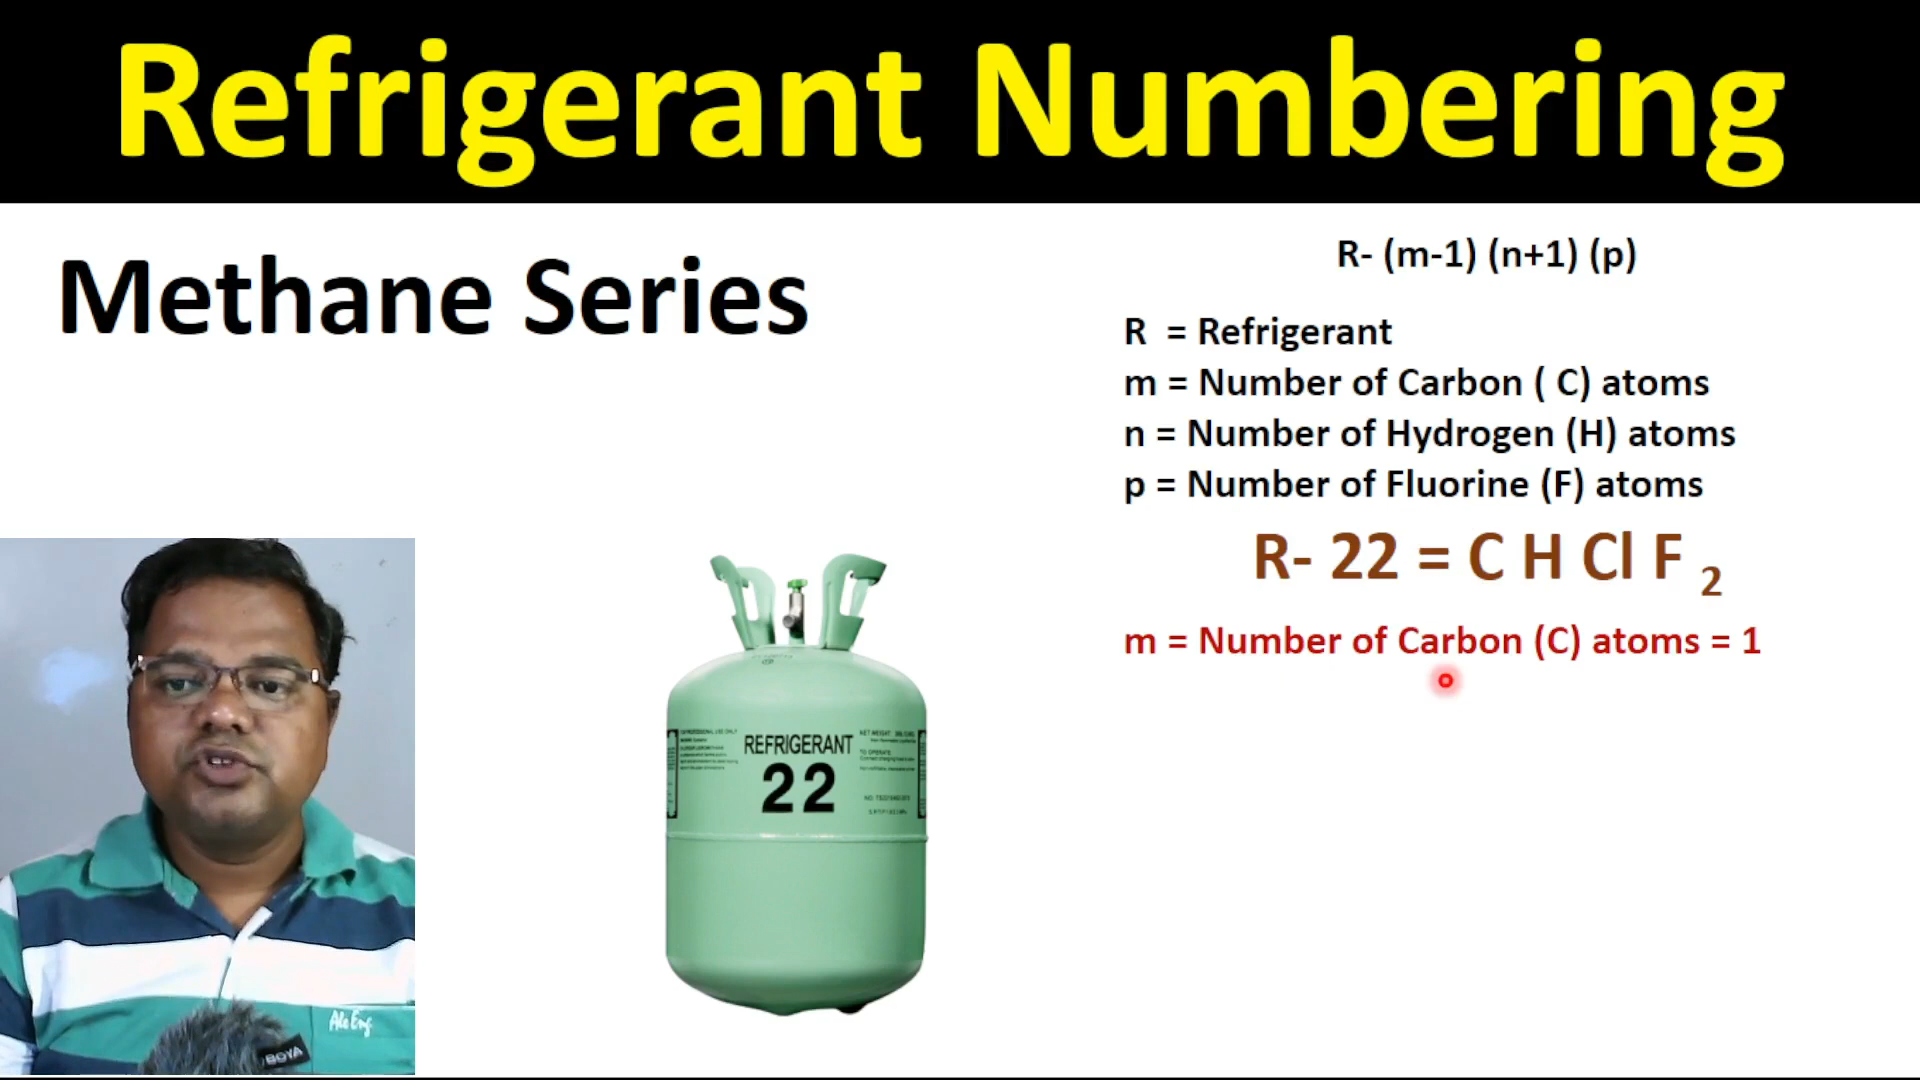 Refrigerant Numbering
Methane Series
R- (m-1) (n+1) (p)
R = Refrigerant
m = Number of Carbon ( C) atoms
n = Number of Hydrogen (H) atoms
p = Number of Fluorine (F) atoms
R- 22 = C H Cl F 2
m = Number of Carbon (C) atoms = 1
REFRIGERANT
22
BOYA